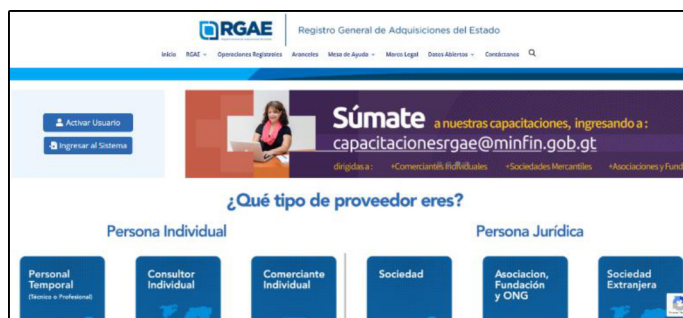 RGAE
Registro General de Adquisiciones del Estado
Inicio RGAE Operaciones Registrales Aranceles Mesa de Ayuda Marco Legal Datos Abiertos Contáctanos
Activar Usuario
Ingresar al Sistema
Súmate a nuestras capacitaciones, ingresando a :
capacitacionesrgae@minfin.gob.gt
dirigidas a : +Comerciantes Individuales +Sociedades Mercantiles +Asociaciones y Fund
¿Qué tipo de proveedor eres?
Persona Individual
Persona Jurídica
Personal
Temporal
(Técnico o Profesional)
Consultor
Individual
Comerciante
Individual
Sociedad
Asociacion,
Fundación
y ONG
Sociedad
Extranjera